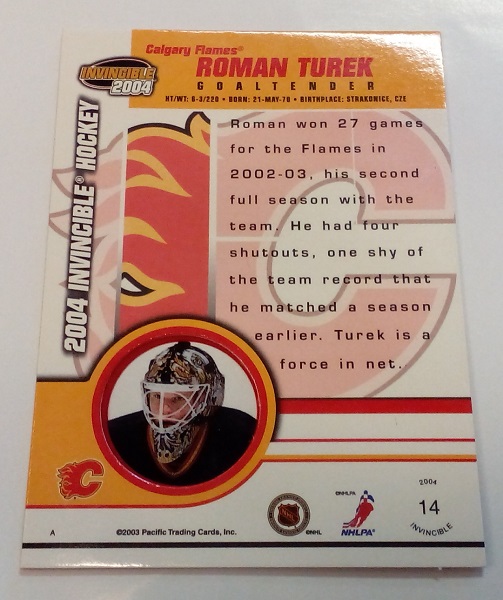 Calgary Flames®
INVINCIBLE
2004
ROMAN TUREK
GOALTENDER
HT/WT: 6-3/220 • BORN: 21-MAY-70 • BIRTHPLACE: STRAKONICE, CZE
2004 INVINCIBLE® HOCKEY
Roman won 27 games
for the Flames in
2002-03, his second
full season with the
team. He had four
shutouts, one shy of
the team record that
he matched a season
earlier. Turek is a
force in net.
A
©2003 Pacific Trading Cards, Inc.
©NHL
©NHLPA
NHLPA
2004
14
INVINCIBLE